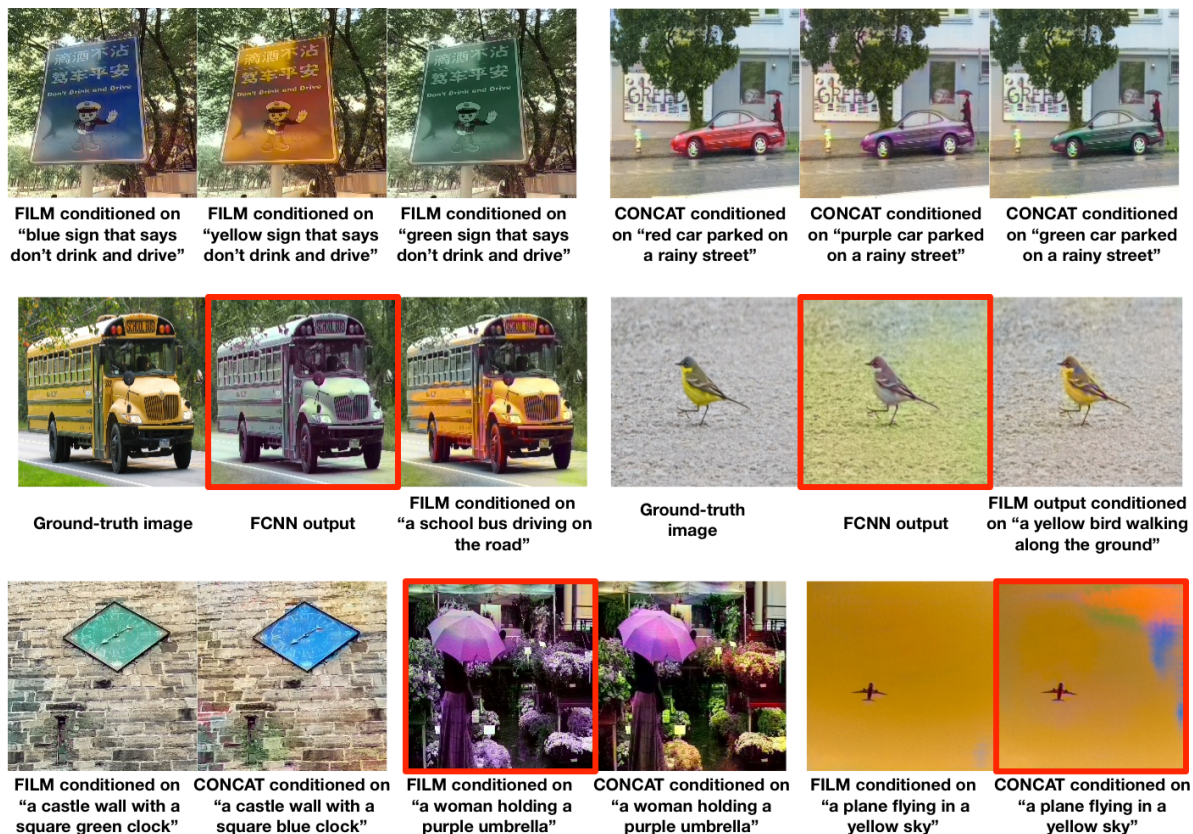 滴酒不沾
驾车平安
Don't Drink and Drive
滴酒不沾
驾车平安
Don't Drink and Drive
滴酒不沾
驾车平安
Don't Drink and Drive
GREED
GREED
GREED
FILM conditioned on
“blue sign that says
don’t drink and drive”
FILM conditioned on
“yellow sign that says
don’t drink and drive”
FILM conditioned on
“green sign that says
don’t drink and drive”
CONCAT conditioned
on “red car parked on
a rainy street”
CONCAT conditioned
on “purple car parked
on a rainy street”
CONCAT conditioned
on “green car parked
on a rainy street”
SCHOOL BUS
SCHOOL BUS
SCHOOL BUS
Ground-truth image
FCNN output
FILM conditioned on
“a school bus driving on
the road”
Ground-truth
image
FCNN output
FILM output conditioned
on “a yellow bird walking
along the ground”
FILM conditioned on
“a castle wall with a
square green clock”
CONCAT conditioned on
“a castle wall with a
square blue clock”
FILM conditioned on
“a woman holding a
purple umbrella”
CONCAT conditioned on
“a woman holding a
purple umbrella”
FILM conditioned on
“a plane flying in a
yellow sky”
CONCAT conditioned on
“a plane flying in a
yellow sky”